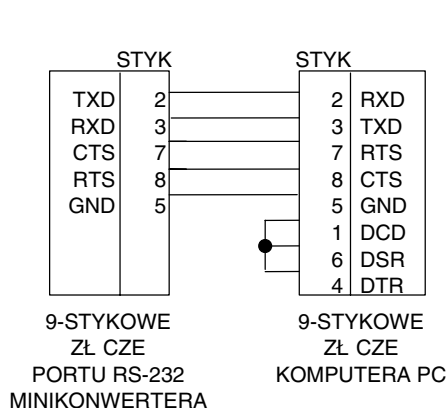 STYK STYK
TXD 2 2 RXD
RXD 3 3 TXD
CTS 7 7 RTS
RTS 8 8 CTS
GND 5 5 GND
1 DCD
6 DSR
4 DTR
9-STYKOWE
ZŁ CZE
PORTU RS-232
MINIKONWERTERA
9-STYKOWE
ZŁ CZE
KOMPUTERA PC